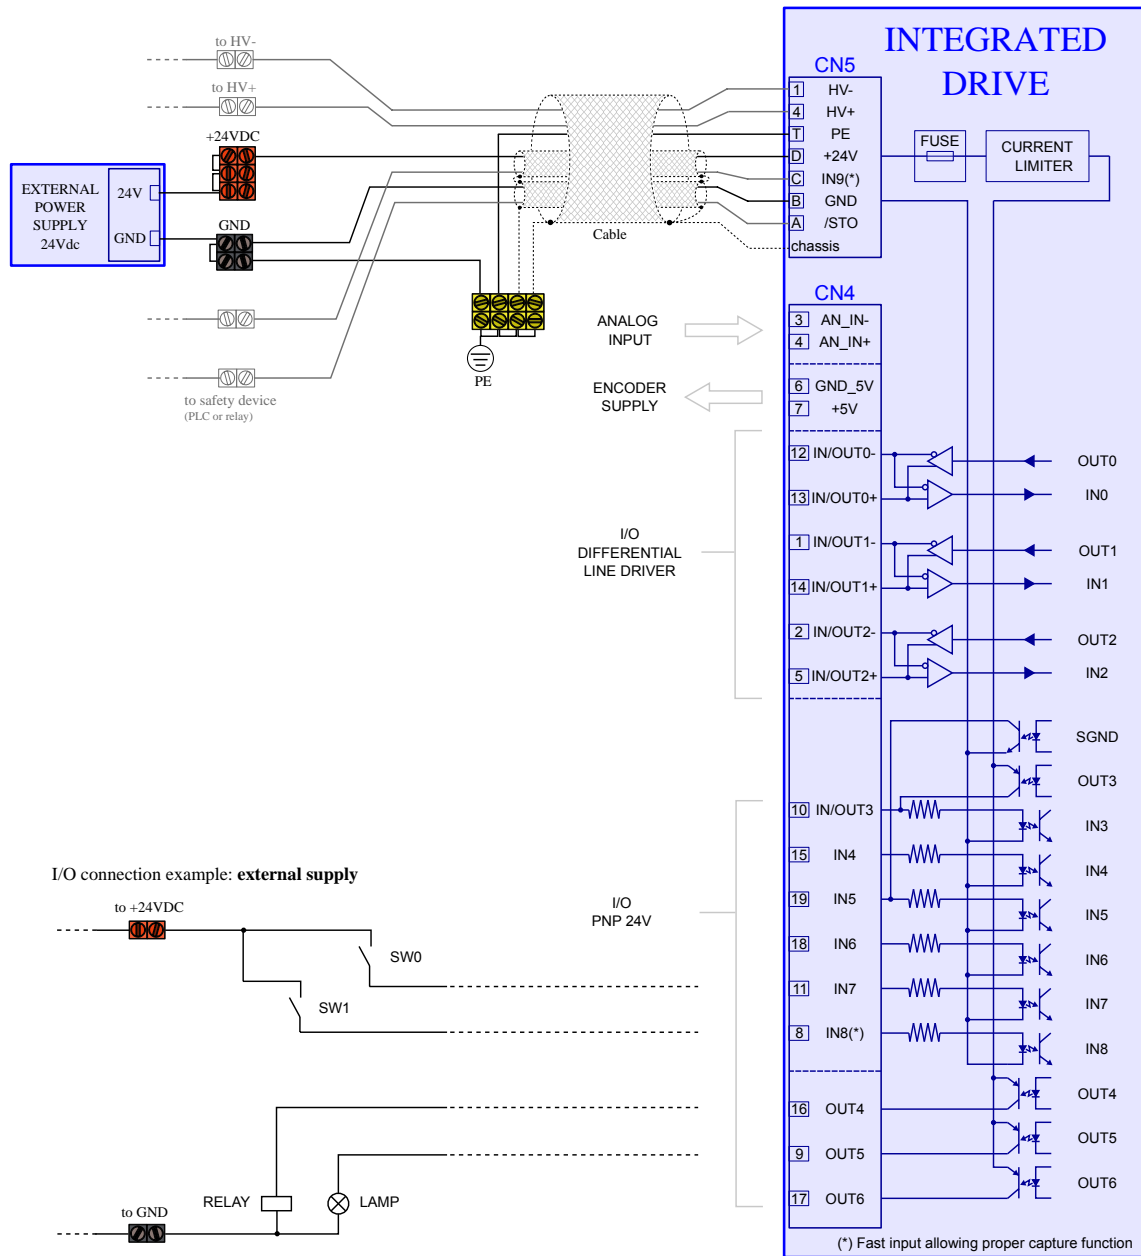 INTEGRATED
DRIVE
to HV-
to HV+
+24VDC
EXTERNAL
POWER
SUPPLY
24Vdc
24V
GND
GND
to safety device
(PLC or relay)
PE
Cable
CN5
1 HV-
4 HV+
T PE
D +24V
C IN9(*)
B GND
A /STO
chassis
FUSE
CURRENT
LIMITER
CN4
ANALOG
INPUT
3 AN_IN-
4 AN_IN+
ENCODER
SUPPLY
6 GND_5V
7 +5V
I/O
DIFFERENTIAL
LINE DRIVER
12 IN/OUT0-
13 IN/OUT0+
1 IN/OUT1-
14 IN/OUT1+
2 IN/OUT2-
5 IN/OUT2+
OUT0
IN0
OUT1
IN1
OUT2
IN2
SGND
OUT3
IN3
IN4
IN5
IN6
IN7
IN8
OUT4
OUT5
OUT6
I/O
PNP 24V
10 IN/OUT3
15 IN4
19 IN5
18 IN6
11 IN7
8 IN8(*)
16 OUT4
9 OUT5
17 OUT6
I/O connection example: external supply
to +24VDC
SW0
SW1
RELAY
LAMP
to GND
(*) Fast input allowing proper capture function